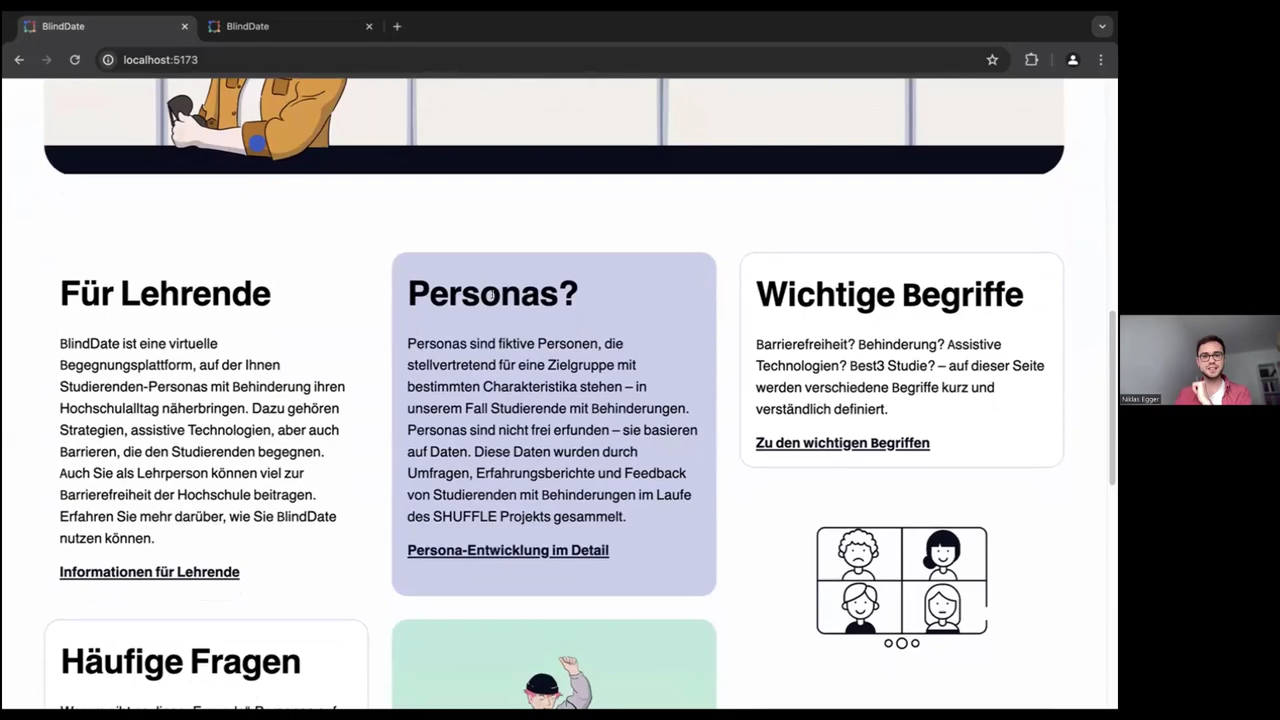 BlindDate
BlindDate
localhost:5173
Für Lehrende
BlindDate ist eine virtuelle
Begegnungsplattform, auf der Ihnen
Studierenden-Personas mit Behinderung ihren
Hochschulalltag näherbringen. Dazu gehören
Strategien, assistive Technologien, aber auch
Barrieren, die den Studierenden begegnen.
Auch Sie als Lehrperson können viel zur
Barrierefreiheit der Hochschule beitragen.
Erfahren Sie mehr darüber, wie Sie BlindDate
nutzen können.
Informationen für Lehrende
Personas?
Personas sind fiktive Personen, die
stellvertretend für eine Zielgruppe mit
bestimmten Charakteristika stehen – in
unserem Fall Studierende mit Behinderungen.
Personas sind nicht frei erfunden – sie basieren
auf Daten. Diese Daten wurden durch
Umfragen, Erfahrungsberichte und Feedback
von Studierenden mit Behinderungen im Laufe
des SHUFFLE Projekts gesammelt.
Persona-Entwicklung im Detail
Wichtige Begriffe
Barrierefreiheit? Behinderung? Assistive
Technologien? Best3 Studie? – auf dieser Seite
werden verschiedene Begriffe kurz und
verständlich definiert.
Zu den wichtigen Begriffen
Häufige Fragen
Niklas Egger